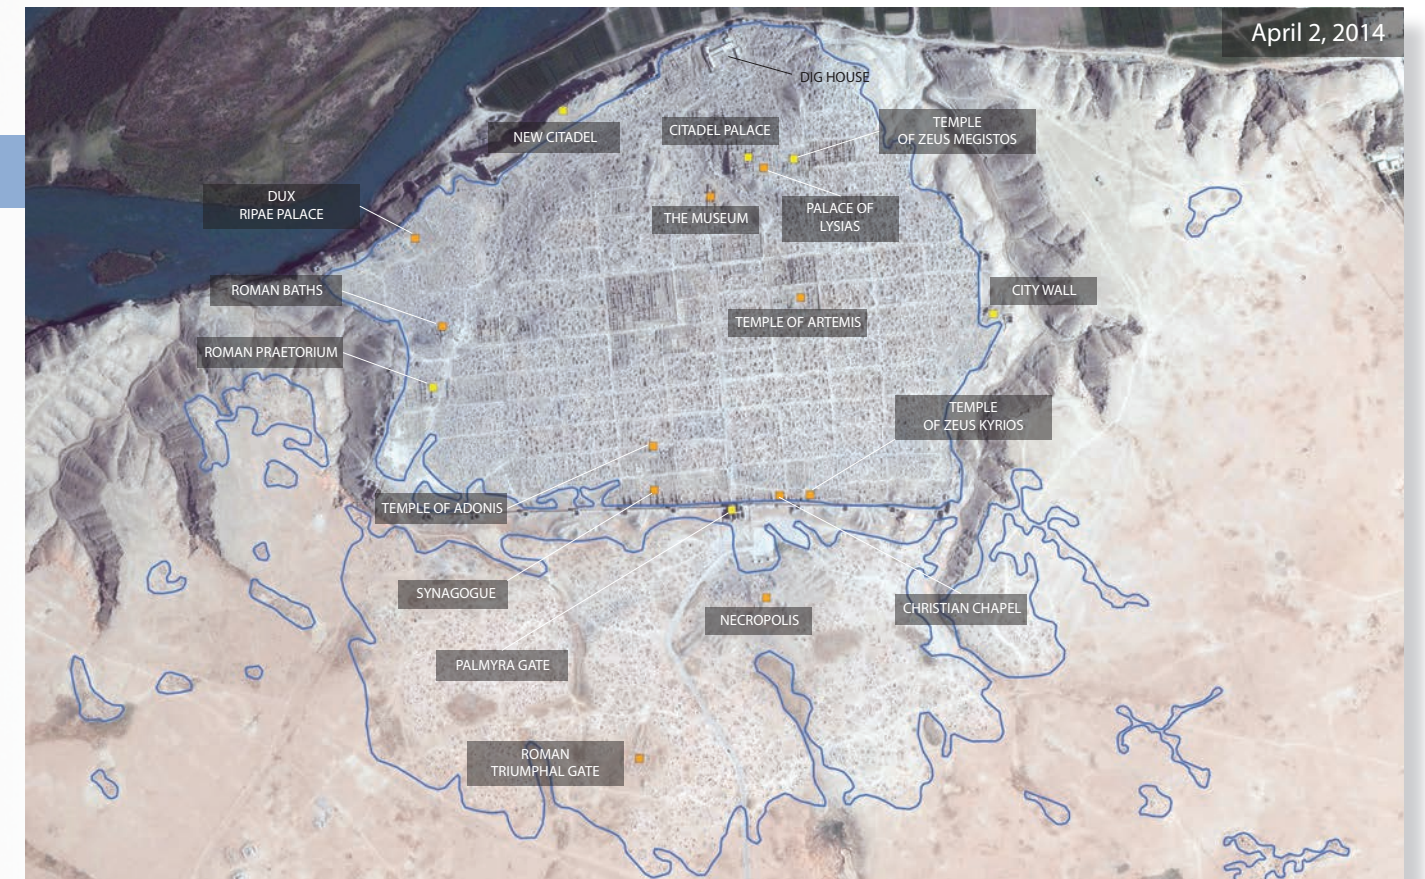 April 2, 2014
DIG HOUSE
NEW CITADEL
CITADEL PALACE
TEMPLE
OF ZEUS MEGISTOS
DUX
RIPAE PALACE
THE MUSEUM
PALACE OF
LYSIAS
ROMAN BATHS
CITY WALL
TEMPLE OF ARTEMIS
ROMAN PRAETORIUM
TEMPLE
OF ZEUS KYRIOS
TEMPLE OF ADONIS
SYNAGOGUE
NECROPOLIS
CHRISTIAN CHAPEL
PALMYRA GATE
ROMAN
TRIUMPHAL GATE